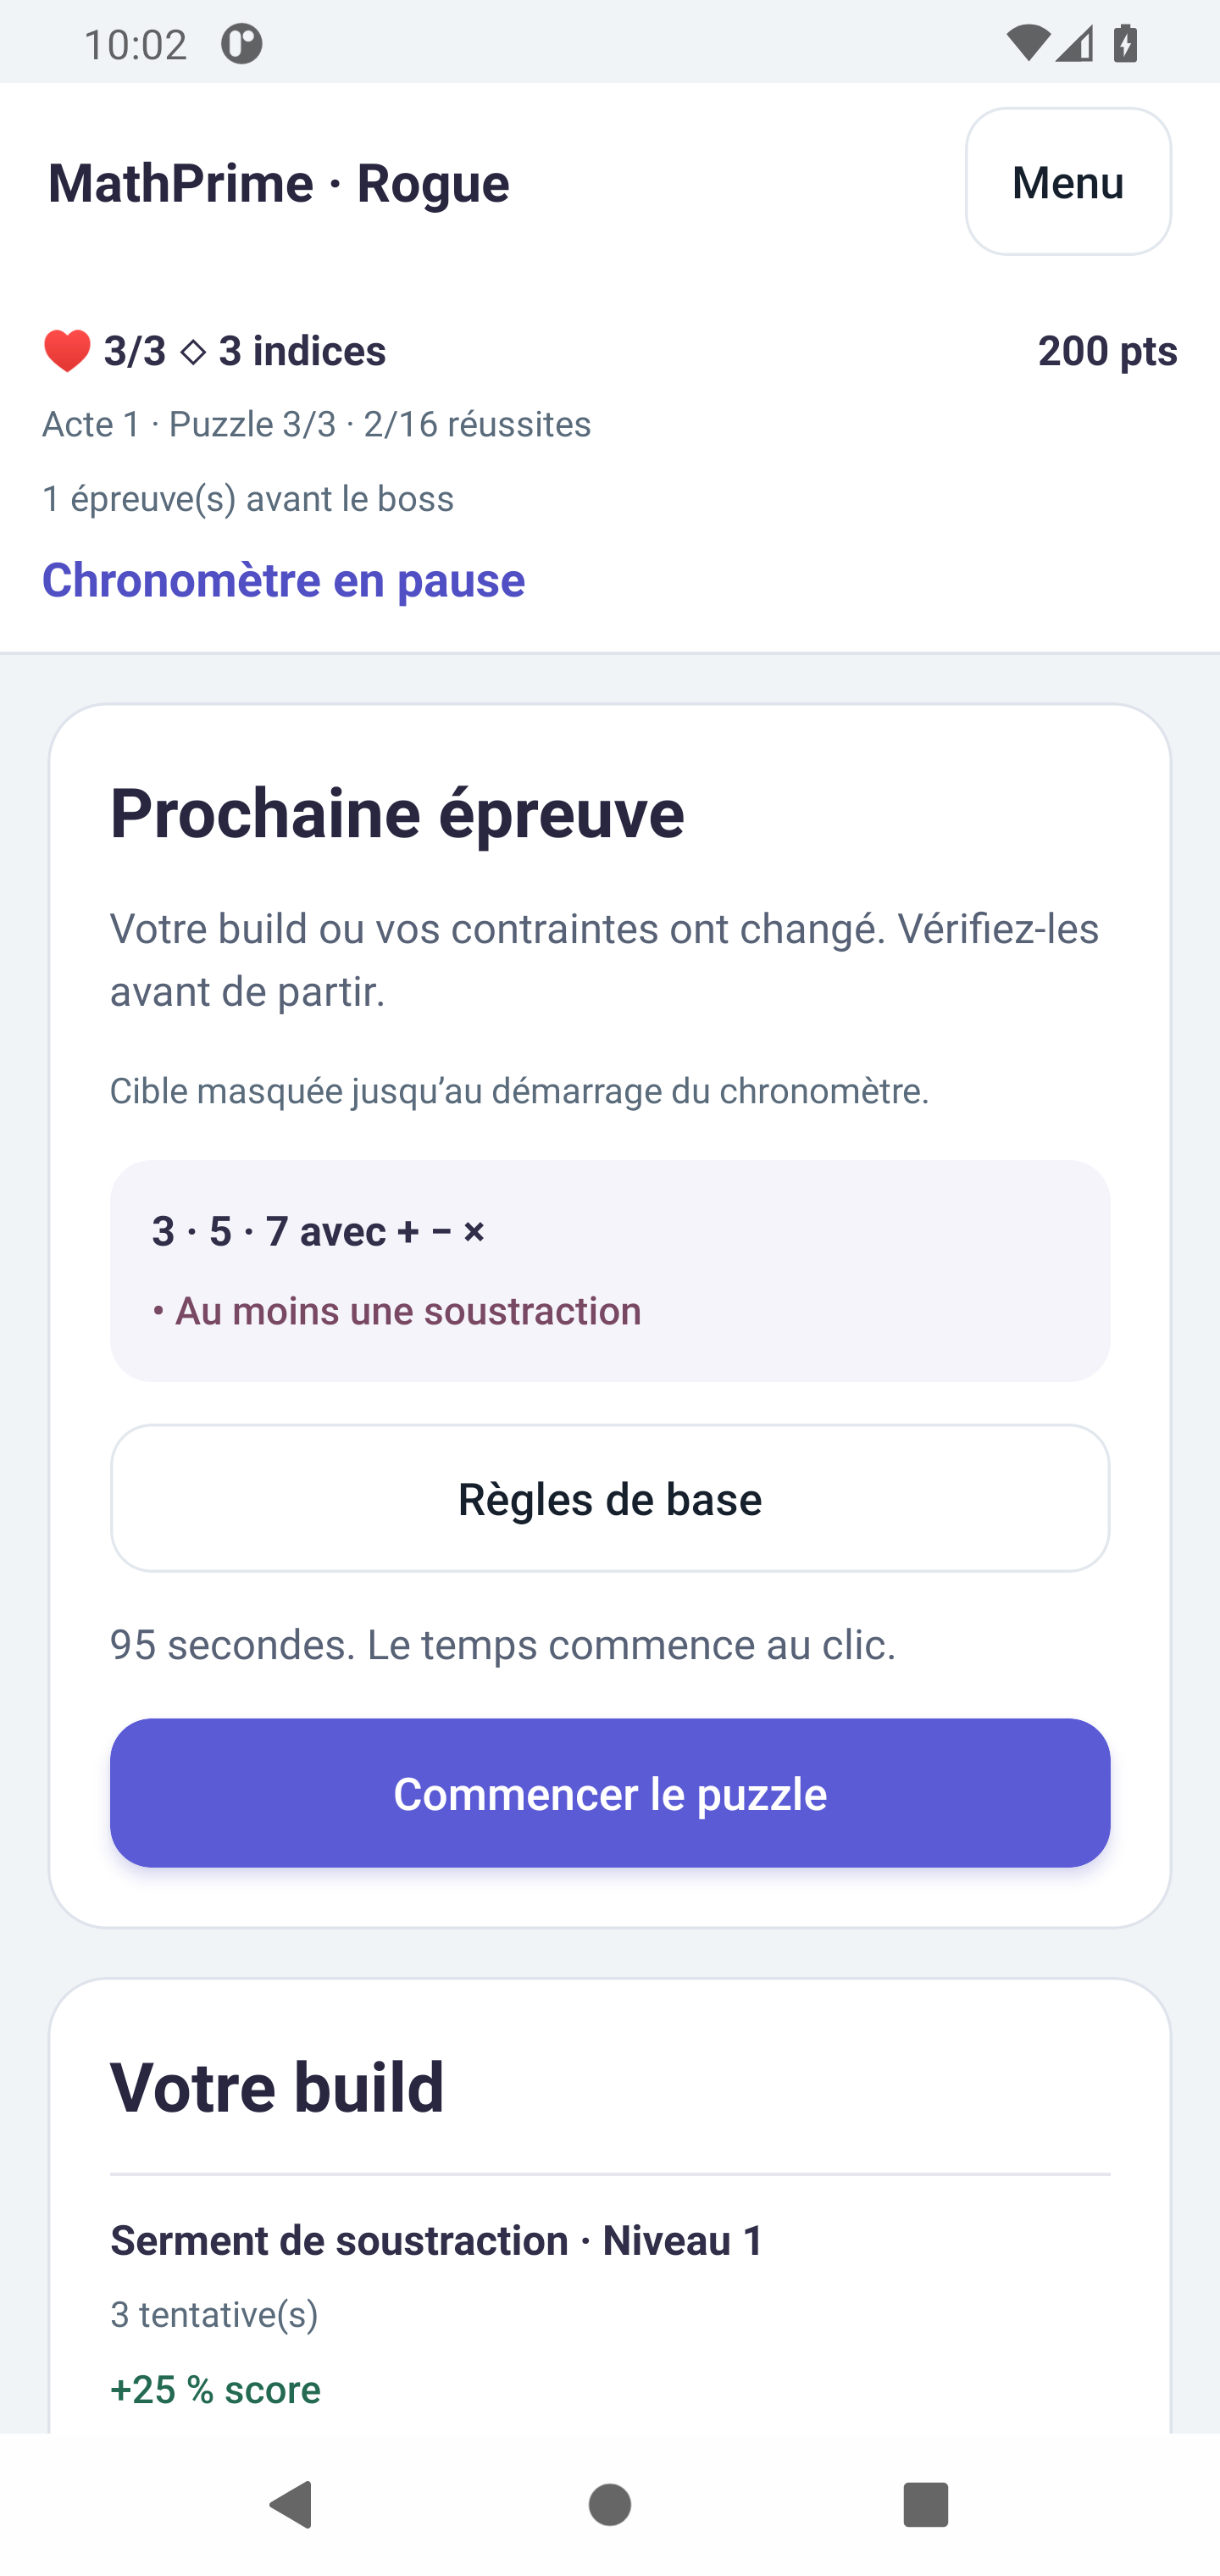 10:02
MathPrime · Rogue
Menu
❤️ 3/3 ◇ 3 indices
200 pts
Acte 1 · Puzzle 3/3 · 2/16 réussites
1 épreuve(s) avant le boss
Chronomètre en pause
Prochaine épreuve
Votre build ou vos contraintes ont changé. Vérifiez-les
avant de partir.
Cible masquée jusqu’au démarrage du chronomètre.
3 · 5 · 7 avec + − ×
• Au moins une soustraction
Règles de base
95 secondes. Le temps commence au clic.
Commencer le puzzle
Votre build
Serment de soustraction · Niveau 1
3 tentative(s)
+25 % score